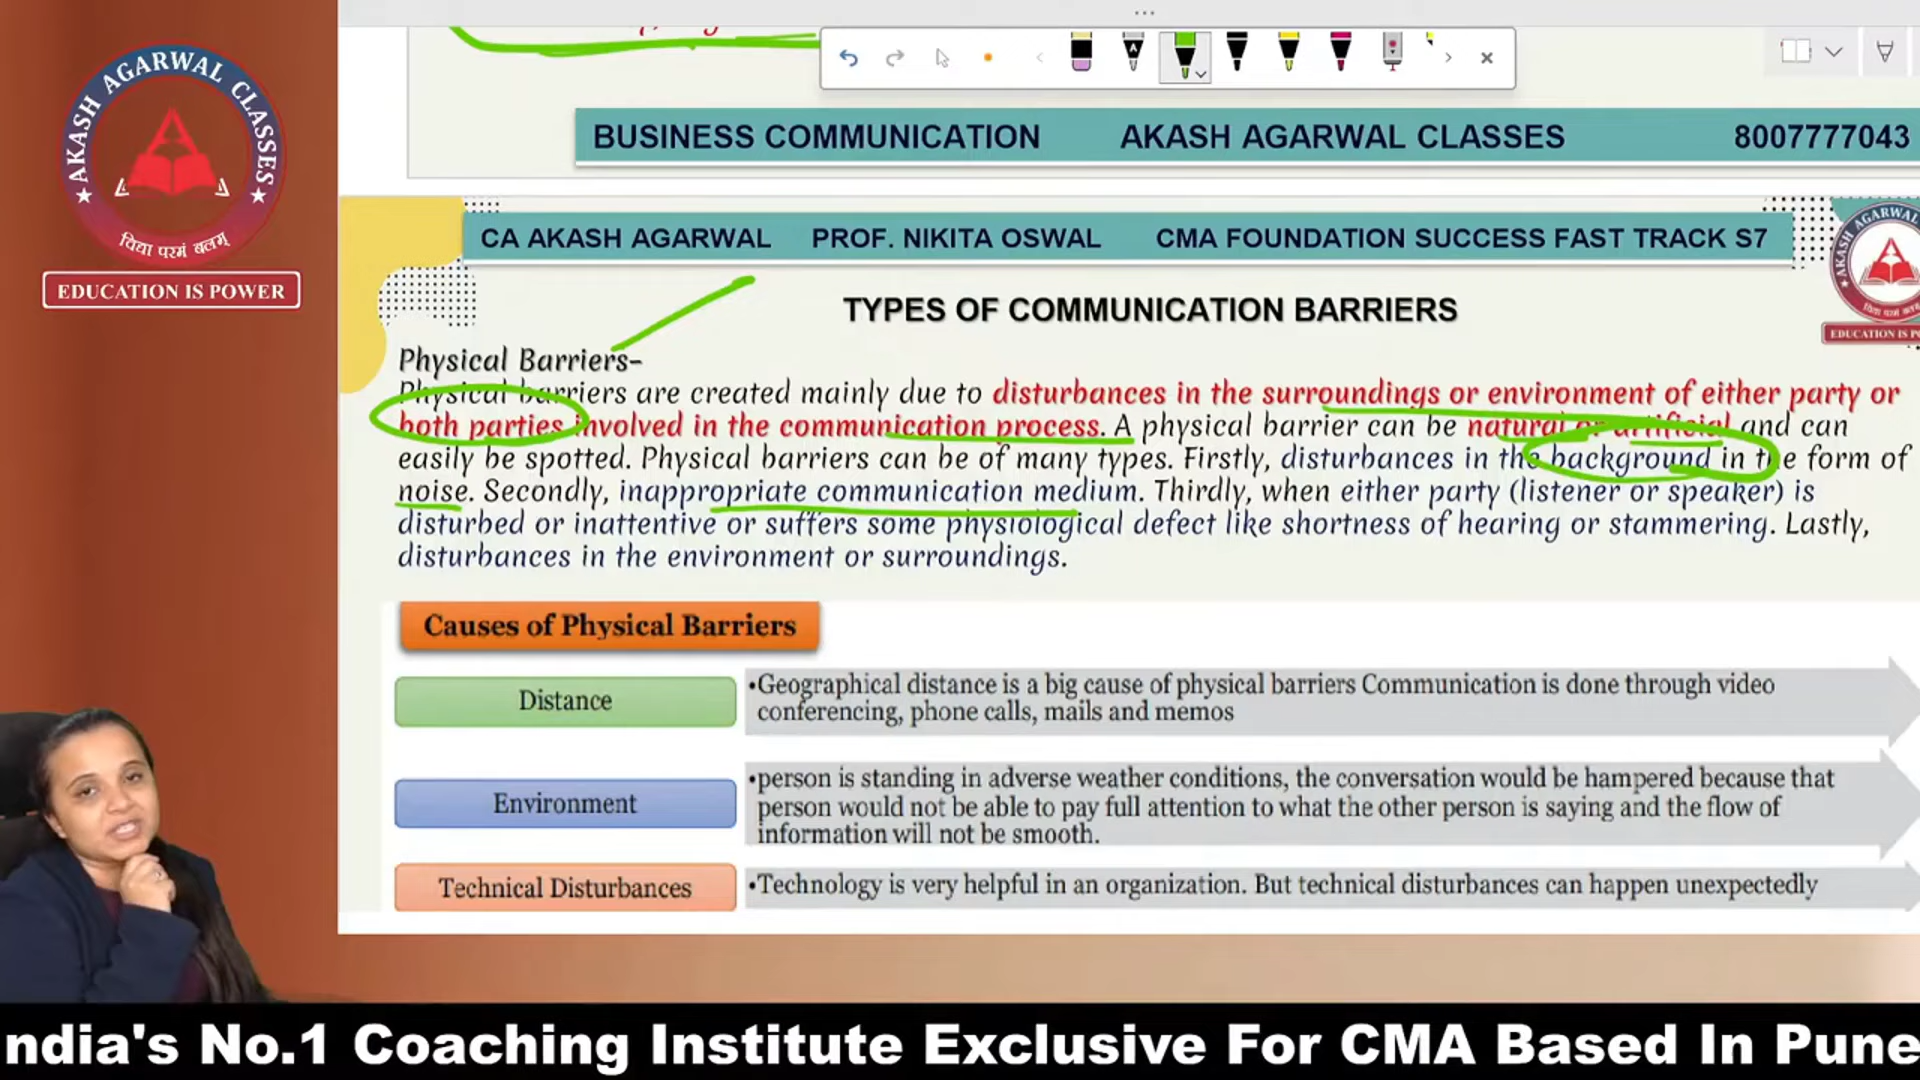 AKASH AGARWAL CLASSES
विद्या परमं बलम्
EDUCATION IS POWER
BUSINESS COMMUNICATION AKASH AGARWAL CLASSES 8007777043
CA AKASH AGARWAL PROF. NIKITA OSWAL CMA FOUNDATION SUCCESS FAST TRACK S7
AKASH AGARWAL
EDUCATION IS
TYPES OF COMMUNICATION BARRIERS
Physical Barriers-
Physical barriers are created mainly due to disturbances in the surroundings or environment of either party or
both parties involved in the communication process. A physical barrier can be natural or artificial and can
easily be spotted. Physical barriers can be of many types. Firstly, disturbances in the background in the form of
noise. Secondly, inappropriate communication medium. Thirdly, when either party (listener or speaker) is
disturbed or inattentive or suffers some physiological defect like shortness of hearing or stammering. Lastly,
disturbances in the environment or surroundings.
Causes of Physical Barriers
Distance
•Geographical distance is a big cause of physical barriers Communication is done through video
conferencing, phone calls, mails and memos
Environment
•person is standing in adverse weather conditions, the conversation would be hampered because that
person would not be able to pay full attention to what the other person is saying and the flow of
information will not be smooth.
Technical Disturbances
•Technology is very helpful in an organization. But technical disturbances can happen unexpectedly
ndia's No.1 Coaching Institute Exclusive For CMA Based In Pune